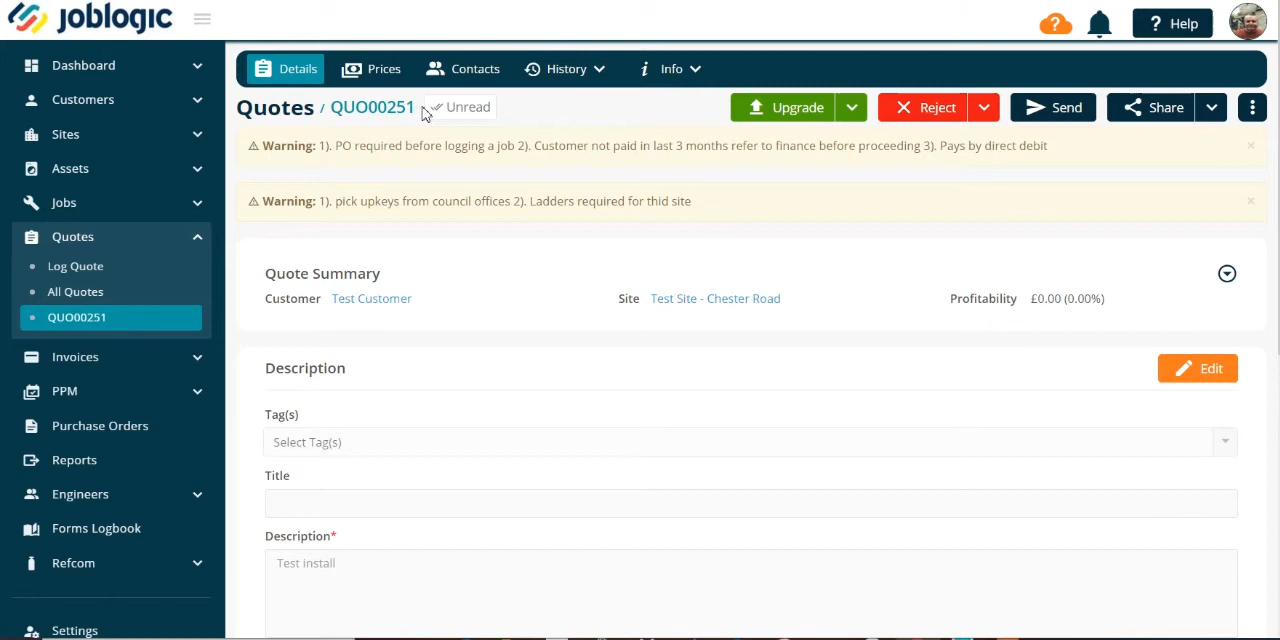 joblogic
? Help
Dashboard
Customers
Sites
Assets
Jobs
Quotes
Log Quote
All Quotes
QUO00251
Invoices
PPM
Purchase Orders
Reports
Engineers
Forms Logbook
Refcom
Settings
Details Prices Contacts History Info
Quotes / QUO00251 Unread
Upgrade Reject Send Share
Warning: 1). PO required before logging a job 2). Customer not paid in last 3 months refer to finance before proceeding 3). Pays by direct debit
Warning: 1). pick upkeys from council offices 2). Ladders required for thid site
Quote Summary
Customer Test Customer Site Test Site - Chester Road Profitability £0.00 (0.00%)
Description Edit
Tag(s)
Select Tag(s)
Title
Description*
Test install